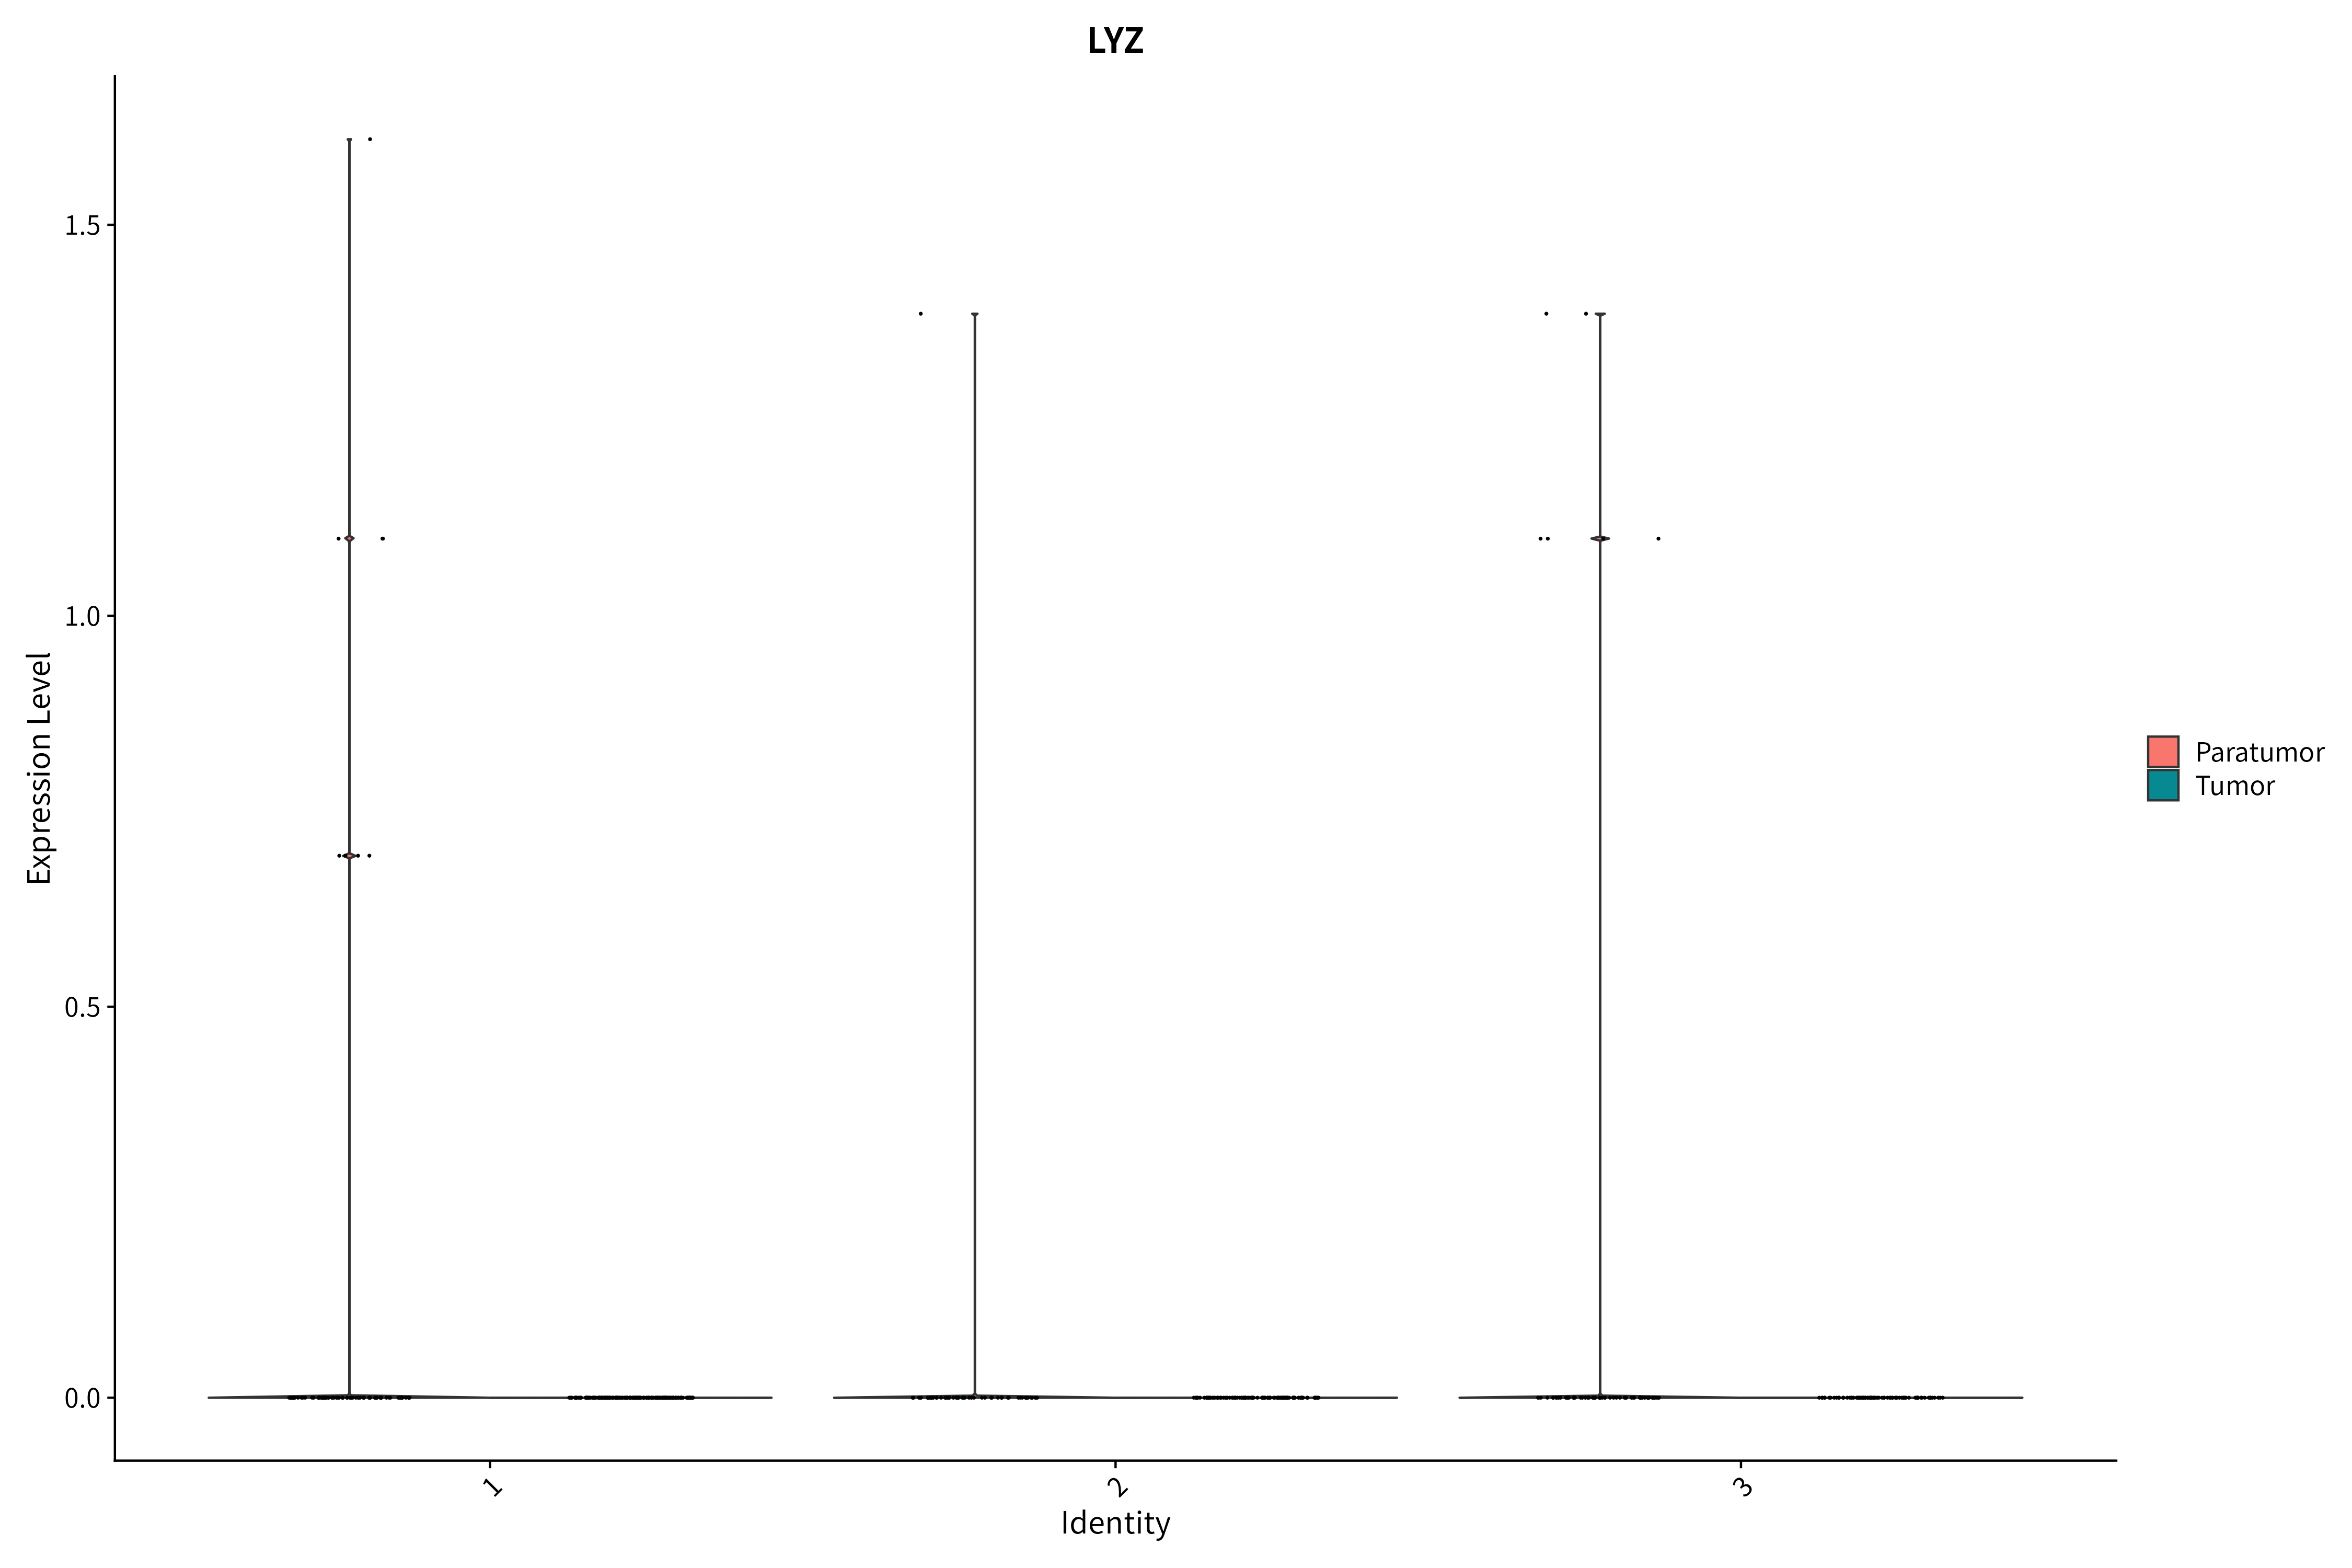 LYZ
Expression Level
1.5
1.0
0.5
0.0
1
2
3
Identity
Paratumor
Tumor